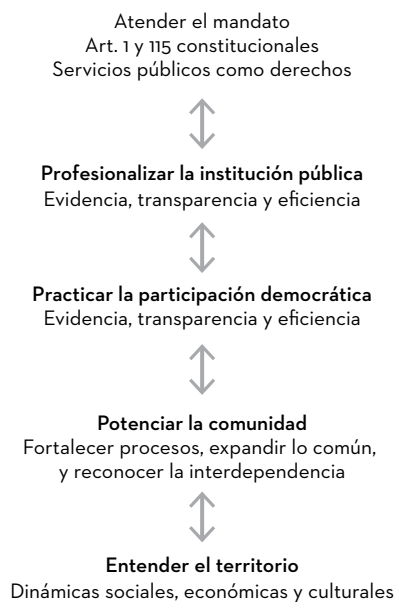 Atender el mandato
Art. 1 y 115 constitucionales
Servicios públicos como derechos
Profesionalizar la institución pública
Evidencia, transparencia y eficiencia
Practicar la participación democrática
Evidencia, transparencia y eficiencia
Potenciar la comunidad
Fortalecer procesos, expandir lo común,
y reconocer la interdependencia
Entender el territorio
Dinámicas sociales, económicas y culturales